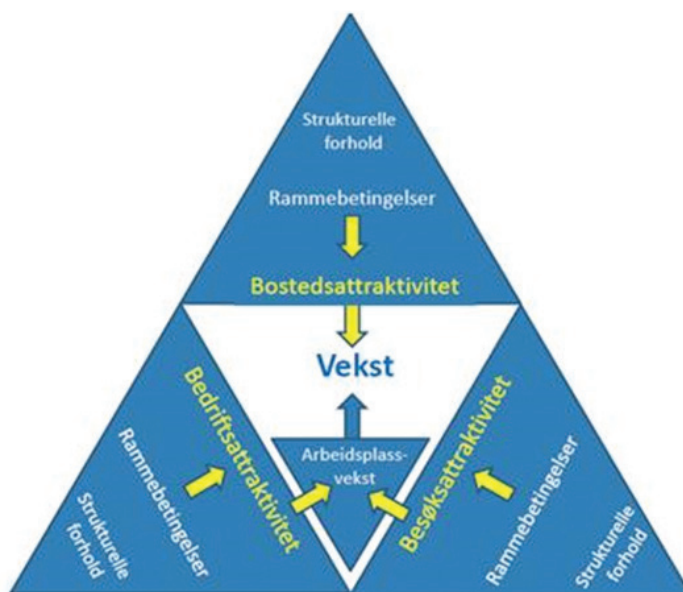 Strukturelle
forhold
Rammebetingelser
Bostedsattraktivitet
Vekst
Arbeidsplass-
vekst
Bedriftsattraktivitet
Rammebetingelser
Strukturelle
forhold
Besøksattraktivitet
Rammebetingelser
Strukturelle
forhold